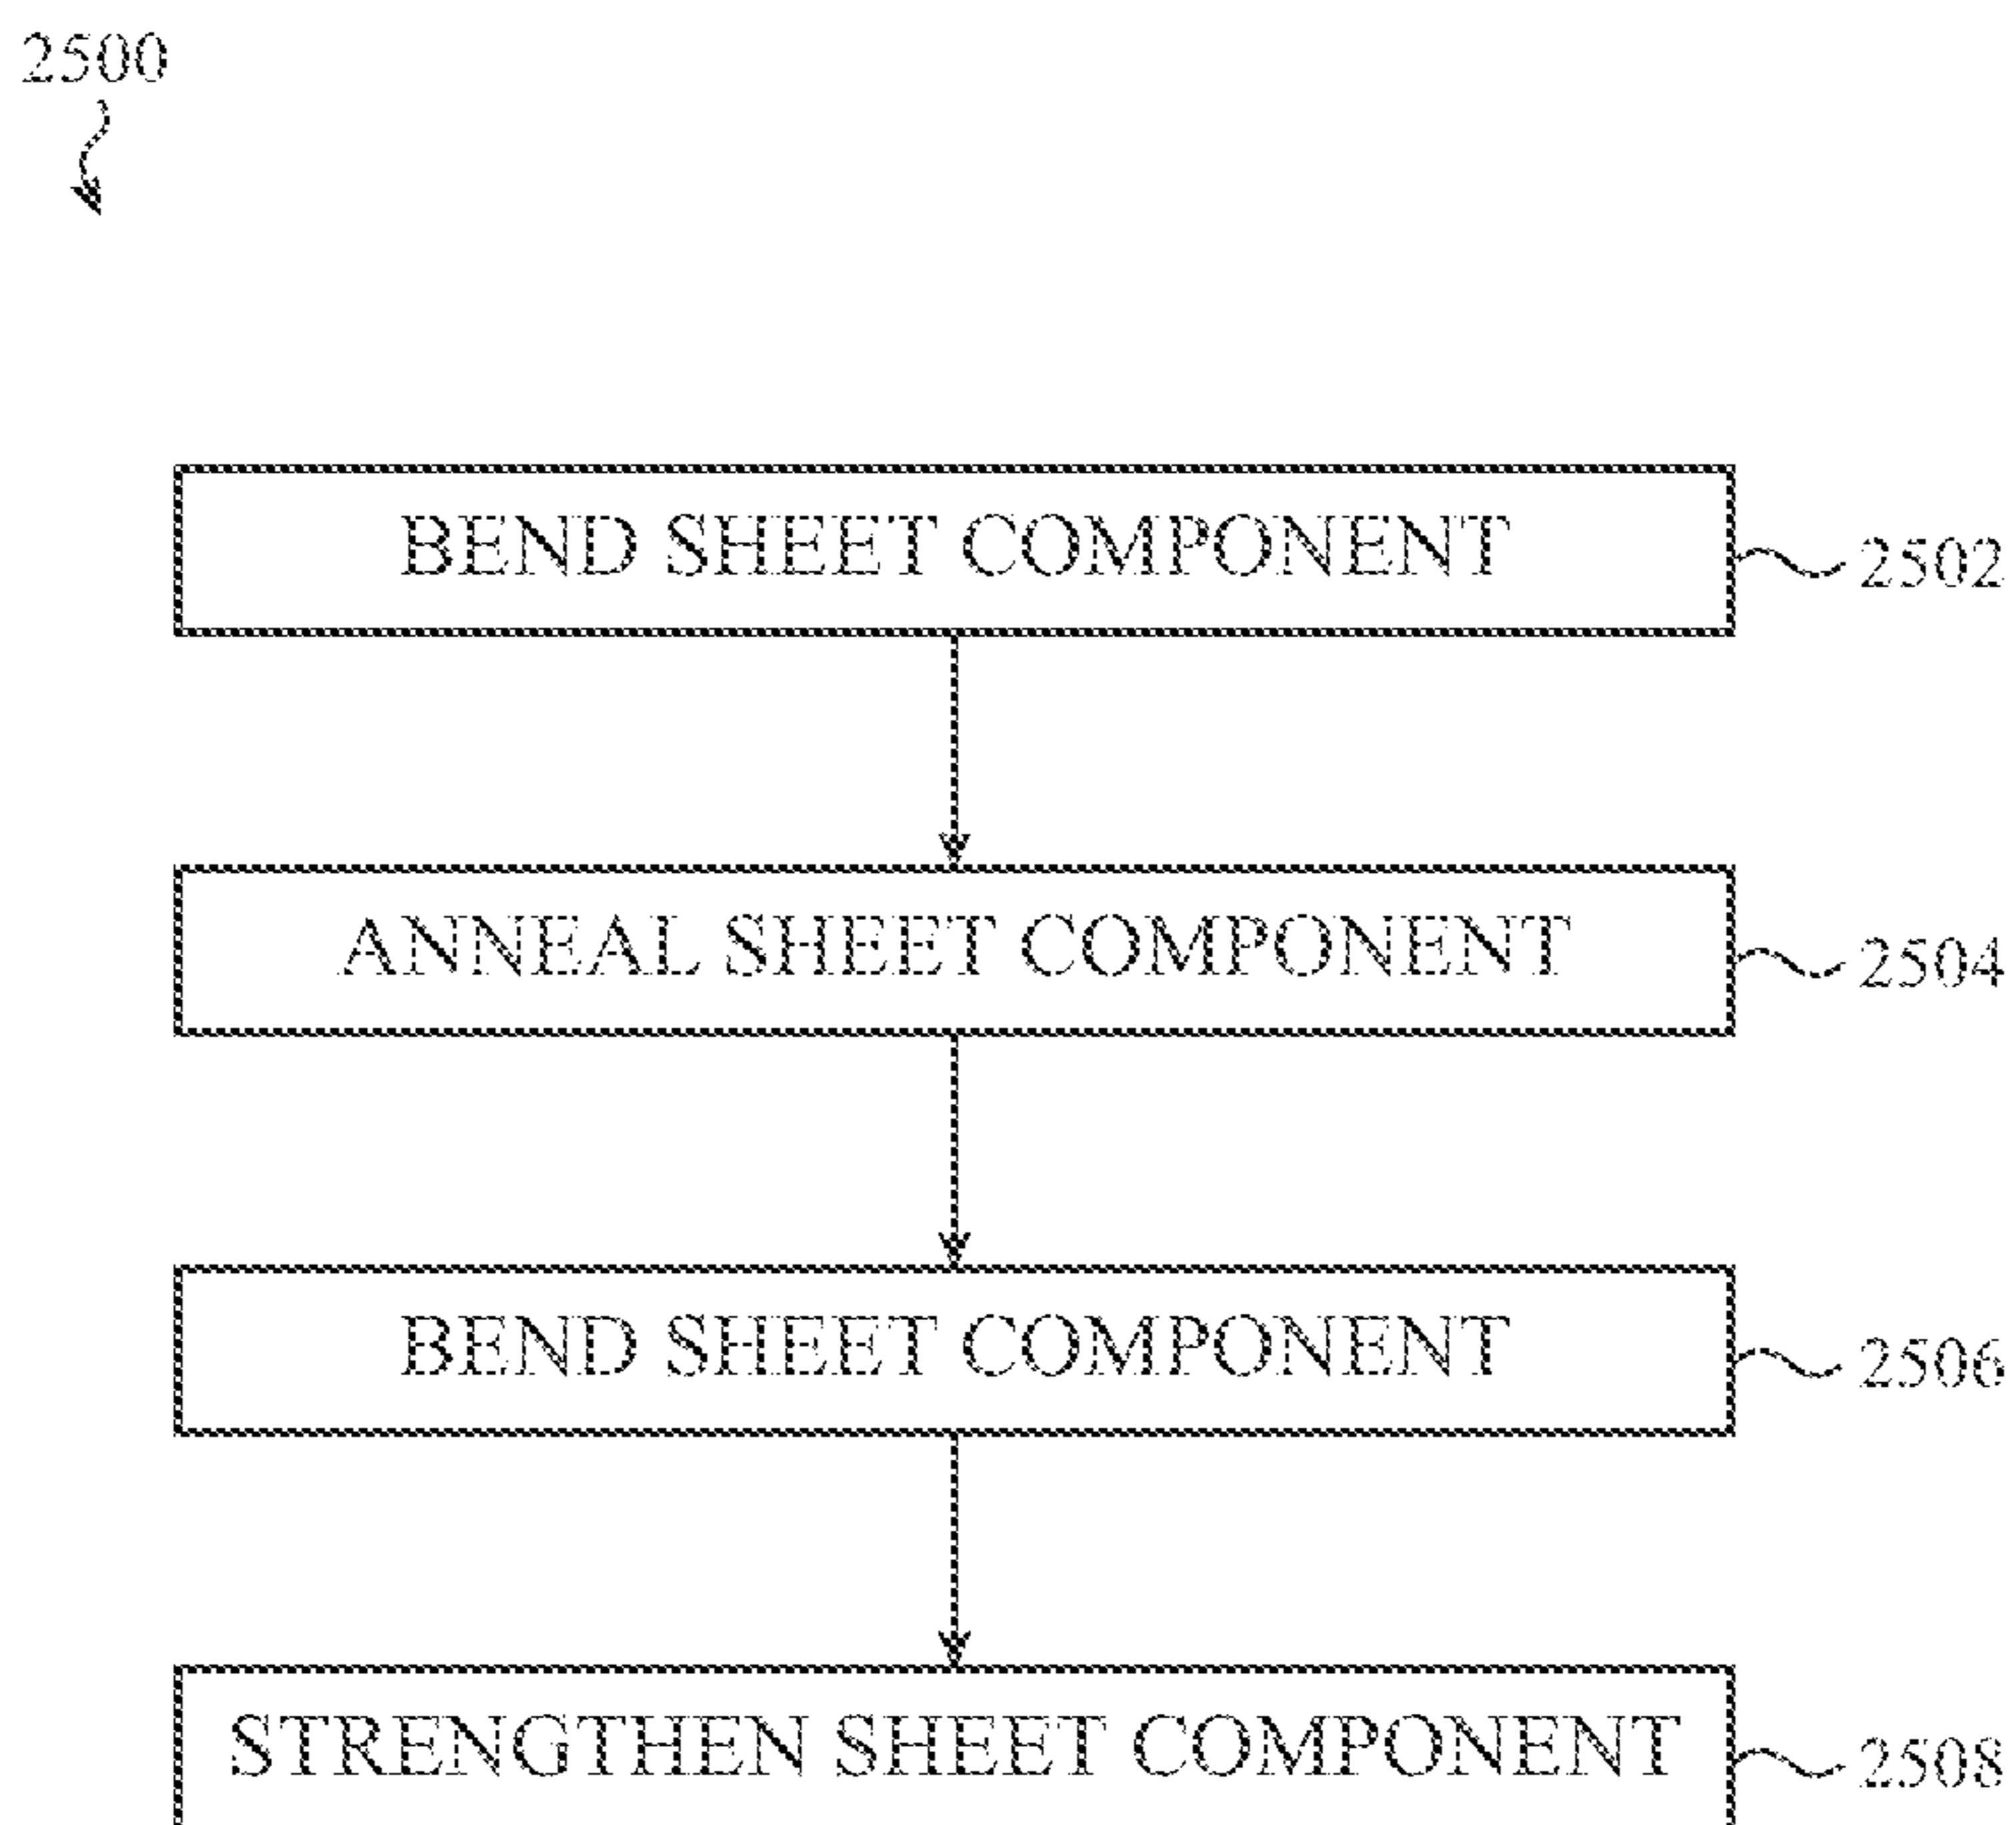 2500
BEND SHEET COMPONENT
2502
ANNEAL SHEET COMPONENT
2504
BEND SHEET COMPONENT
2506
STRENGTHEN SHEET COMPONENT
2508